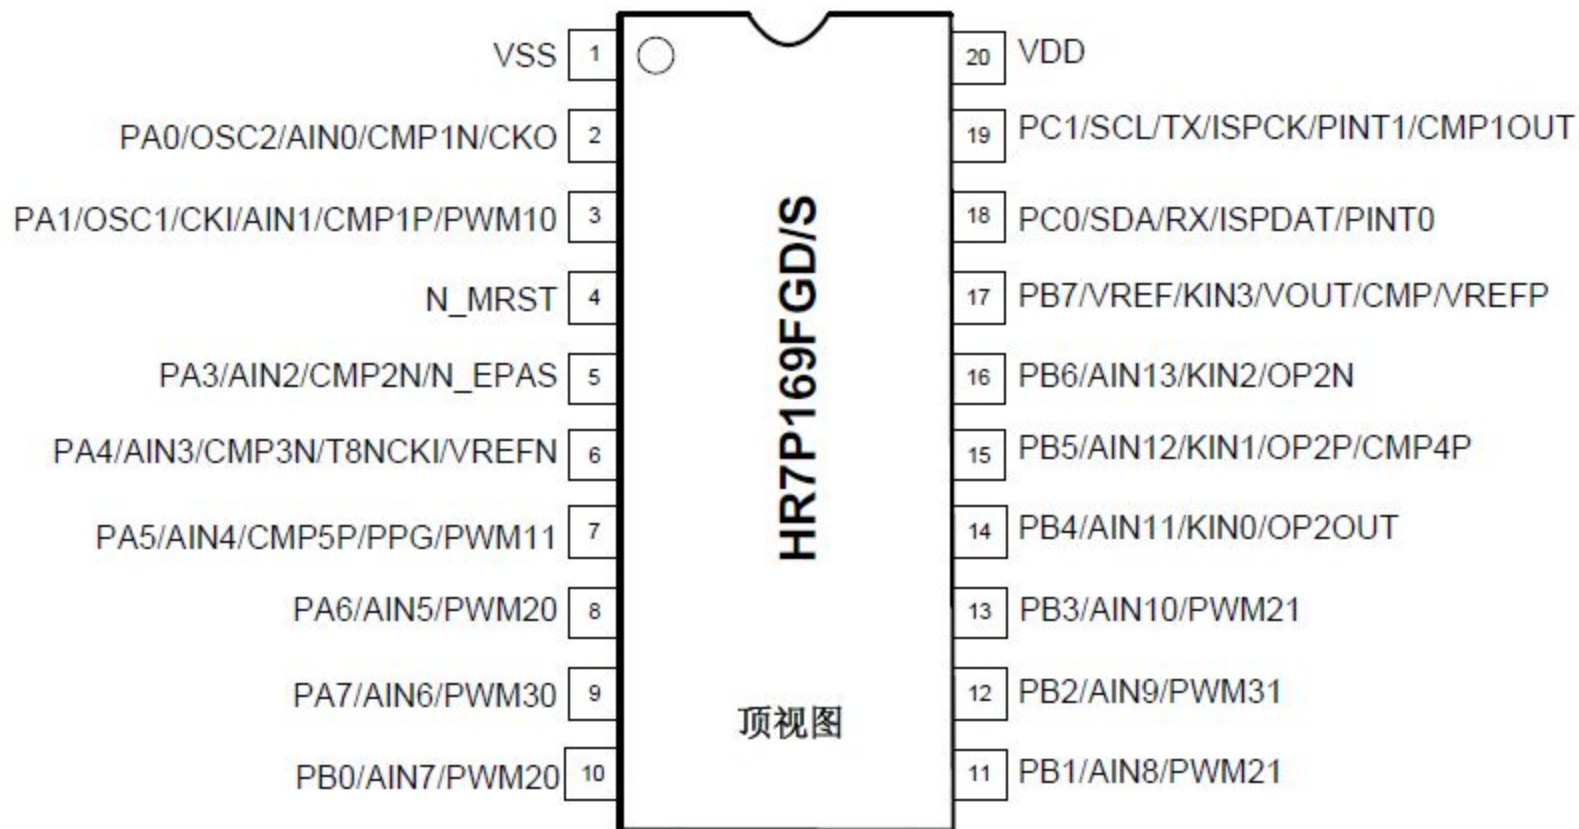 VSS 1
PA0/OSC2/AIN0/CMP1N/CKO 2
PA1/OSC1/CKI/AIN1/CMP1P/PWM10 3
N_MRST 4
PA3/AIN2/CMP2N/N_EPAS 5
PA4/AIN3/CMP3N/T8NCKI/VREFN 6
PA5/AIN4/CMP5P/PPG/PWM11 7
PA6/AIN5/PWM20 8
PA7/AIN6/PWM30 9
PB0/AIN7/PWM20 10
HR7P169FGD/S
顶视图
20 VDD
19 PC1/SCL/TX/ISPCK/PINT1/CMP1OUT
18 PC0/SDA/RX/ISPDAT/PINT0
17 PB7/VREF/KIN3/VOUT/CMP/VREFP
16 PB6/AIN13/KIN2/OP2N
15 PB5/AIN12/KIN1/OP2P/CMP4P
14 PB4/AIN11/KIN0/OP2OUT
13 PB3/AIN10/PWM21
12 PB2/AIN9/PWM31
11 PB1/AIN8/PWM21